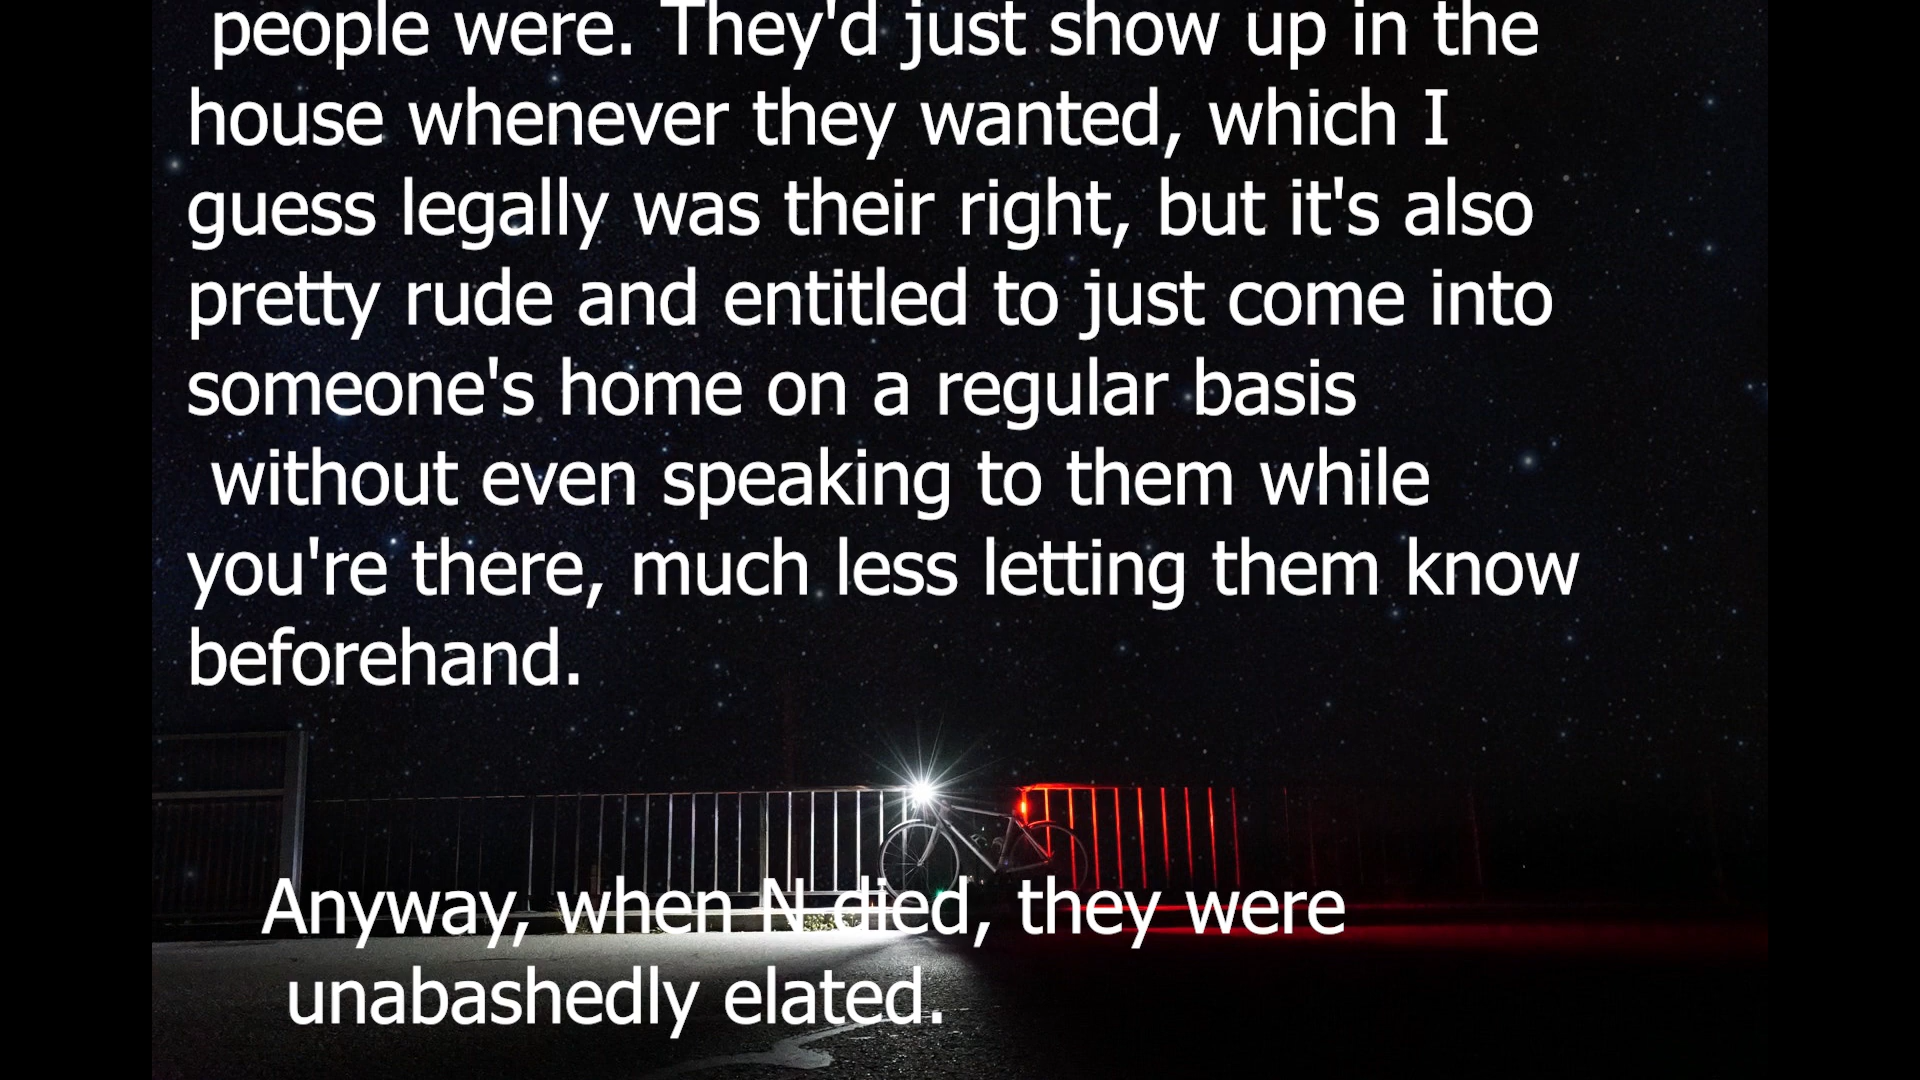 people were. They'd just show up in the
house whenever they wanted, which I
guess legally was their right, but it's also
pretty rude and entitled to just come into
someone's home on a regular basis
without even speaking to them while
you're there, much less letting them know
beforehand.
Anyway, when N died, they were
unabashedly elated.